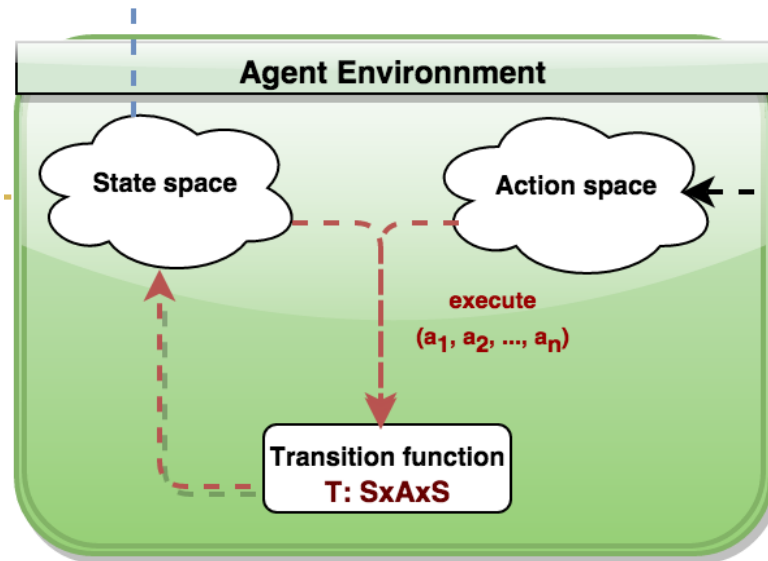 Agent Environnment
State space
Action space
execute
(a1, a2, ..., an)
Transition function
T: SxAxS